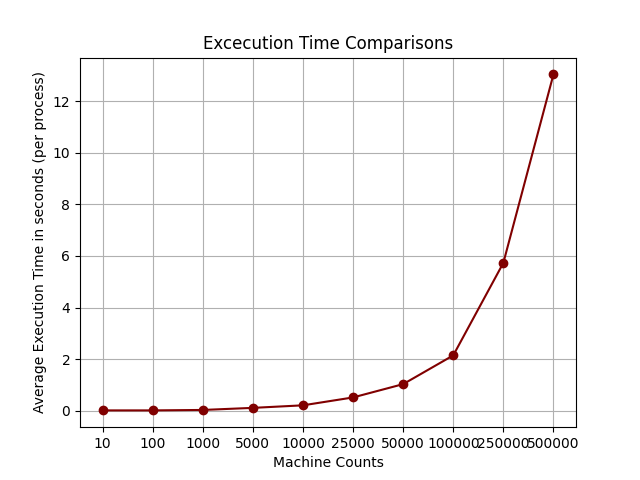 Excecution Time Comparisons
Average Execution Time in seconds (per process)
12
10
8
6
4
2
0
10 100 1000 5000 10000 25000 50000 100000 250000 500000
Machine Counts